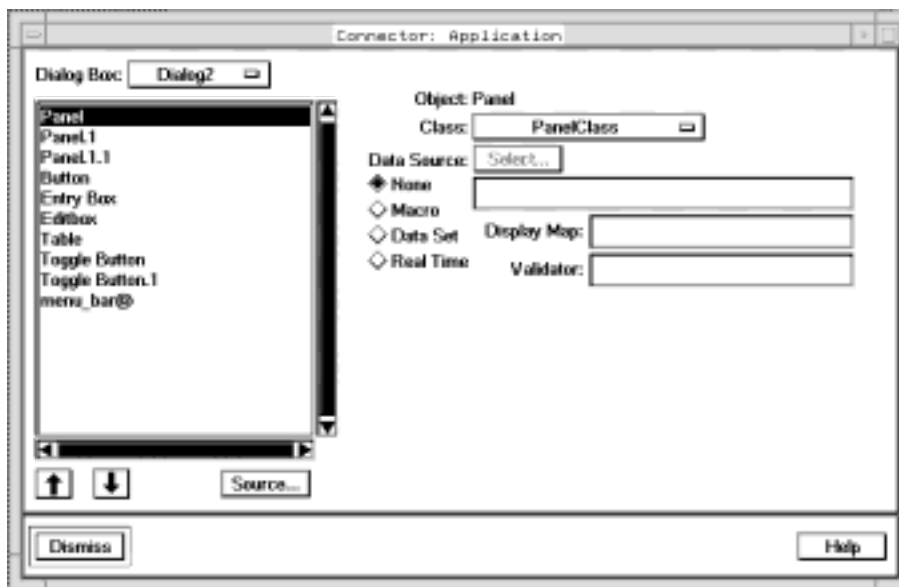 Connector: Application
Dialog Box: Dialog2
Panel
Panel.1
Panel.1.1
Button
Entry Box
Editbox
Table
Toggle Button
Toggle Button.1
menu_bar@
Source...
Object: Panel
Class: PanelClass
Data Source: Select...
None
Macro
Data Set
Real Time
Display Map:
Validator:
Dismiss
Help